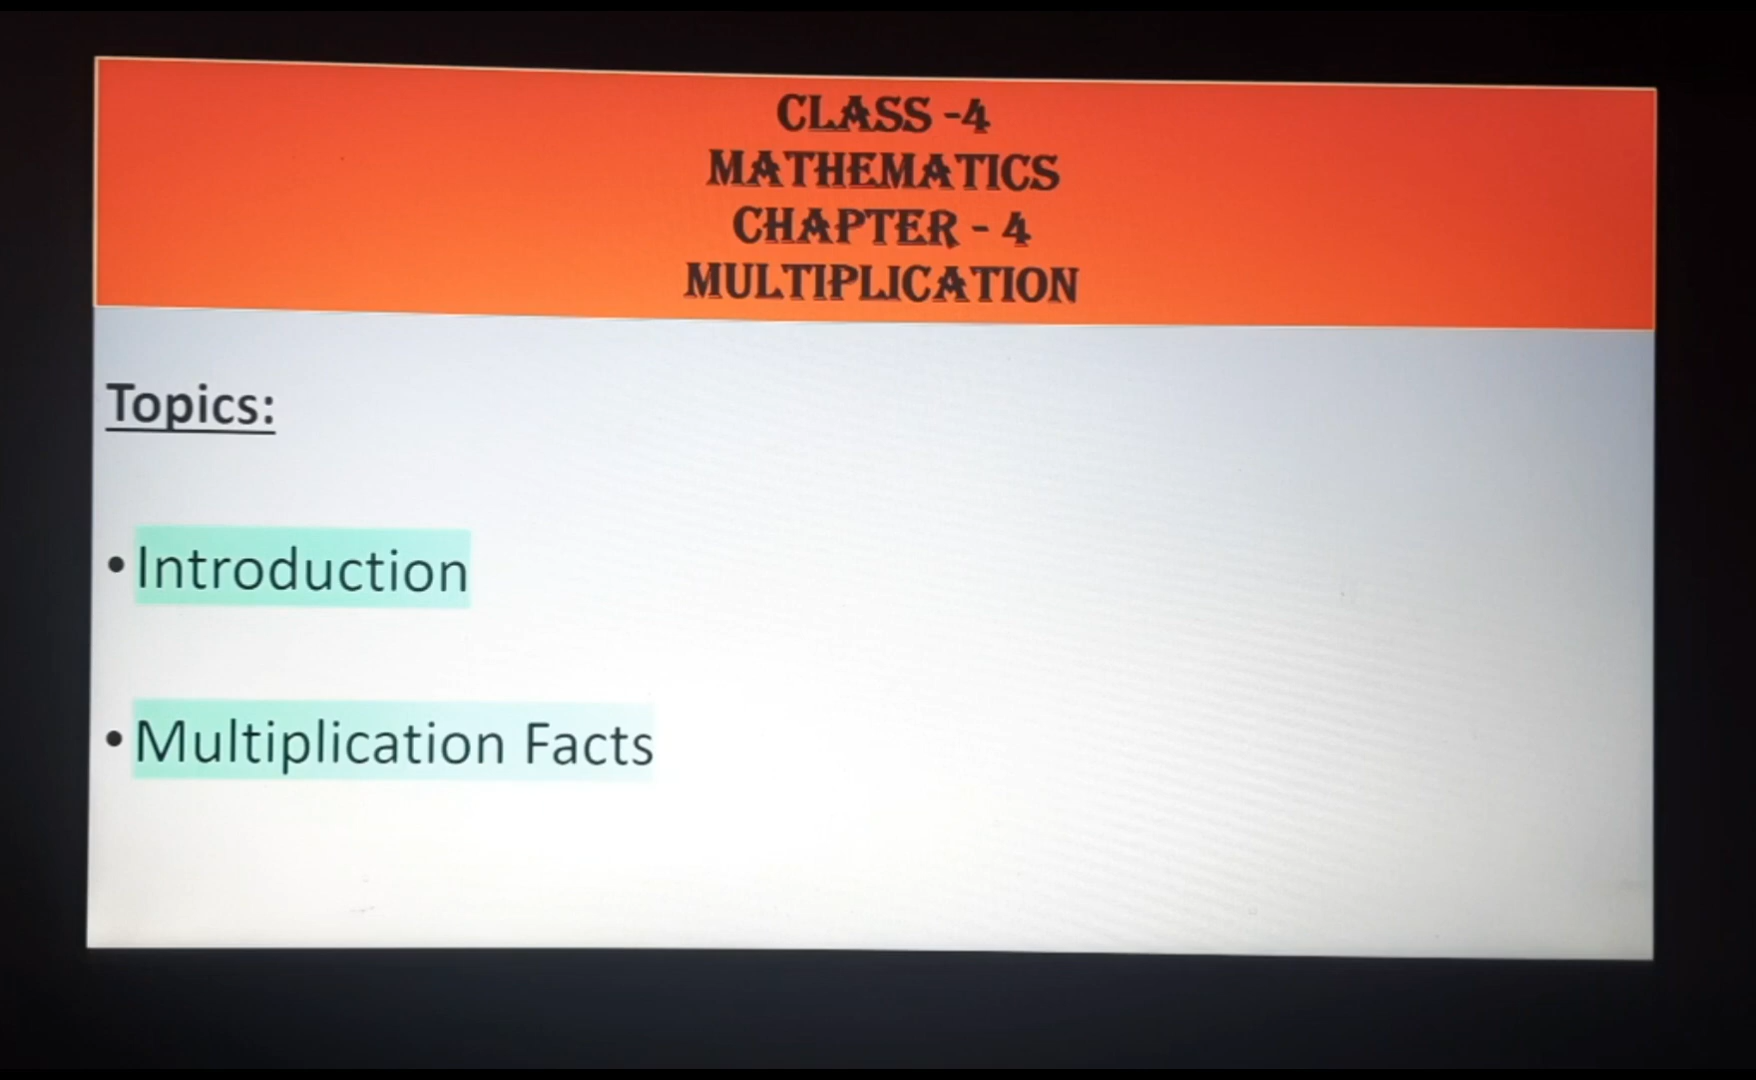 CLASS -4
MATHEMATICS
CHAPTER - 4
MULTIPLICATION
Topics:
• Introduction
• Multiplication Facts